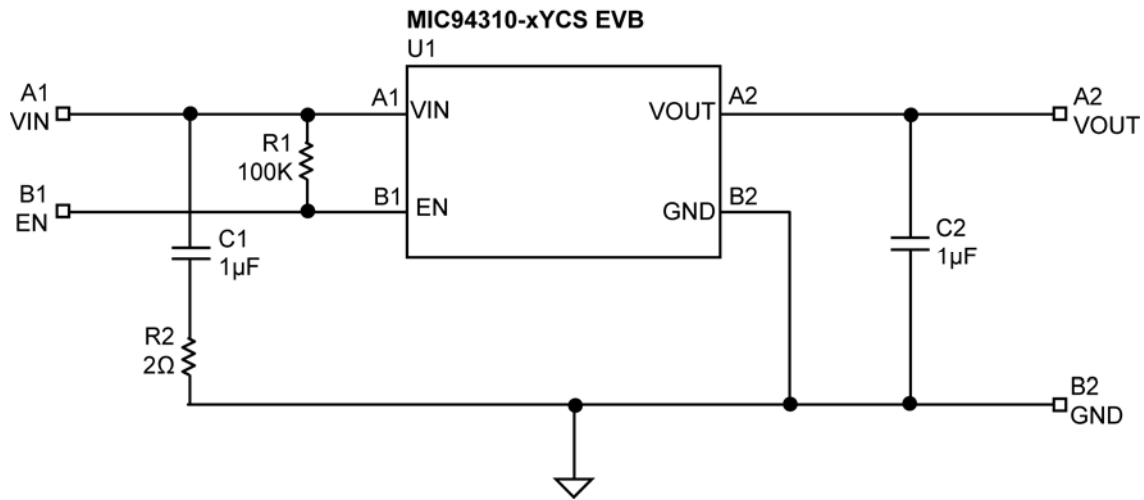 MIC94310-xYCS EVB
U1
A1
VIN
A1
VIN
VOUT
A2
A2
VOUT
R1
100K
B1
EN
B1
EN
GND
B2
C1
1µF
C2
1µF
R2
2Ω
B2
GND